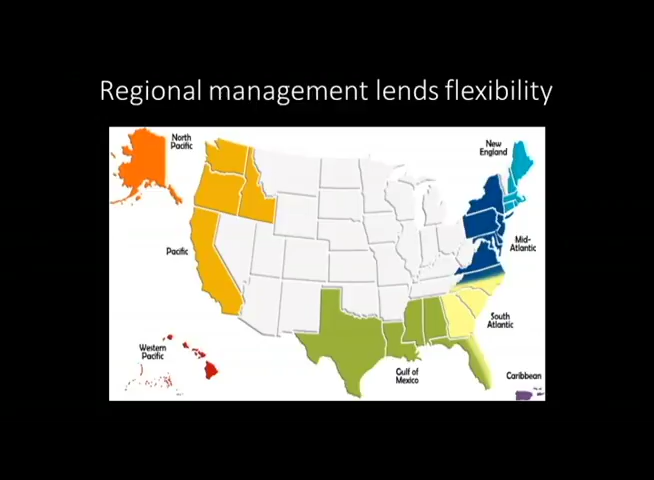 Regional management lends flexibility
North
Pacific
New
England
Pacific
Mid-
Atlantic
South
Atlantic
Western
Pacific
Gulf of
Mexico
Caribbean